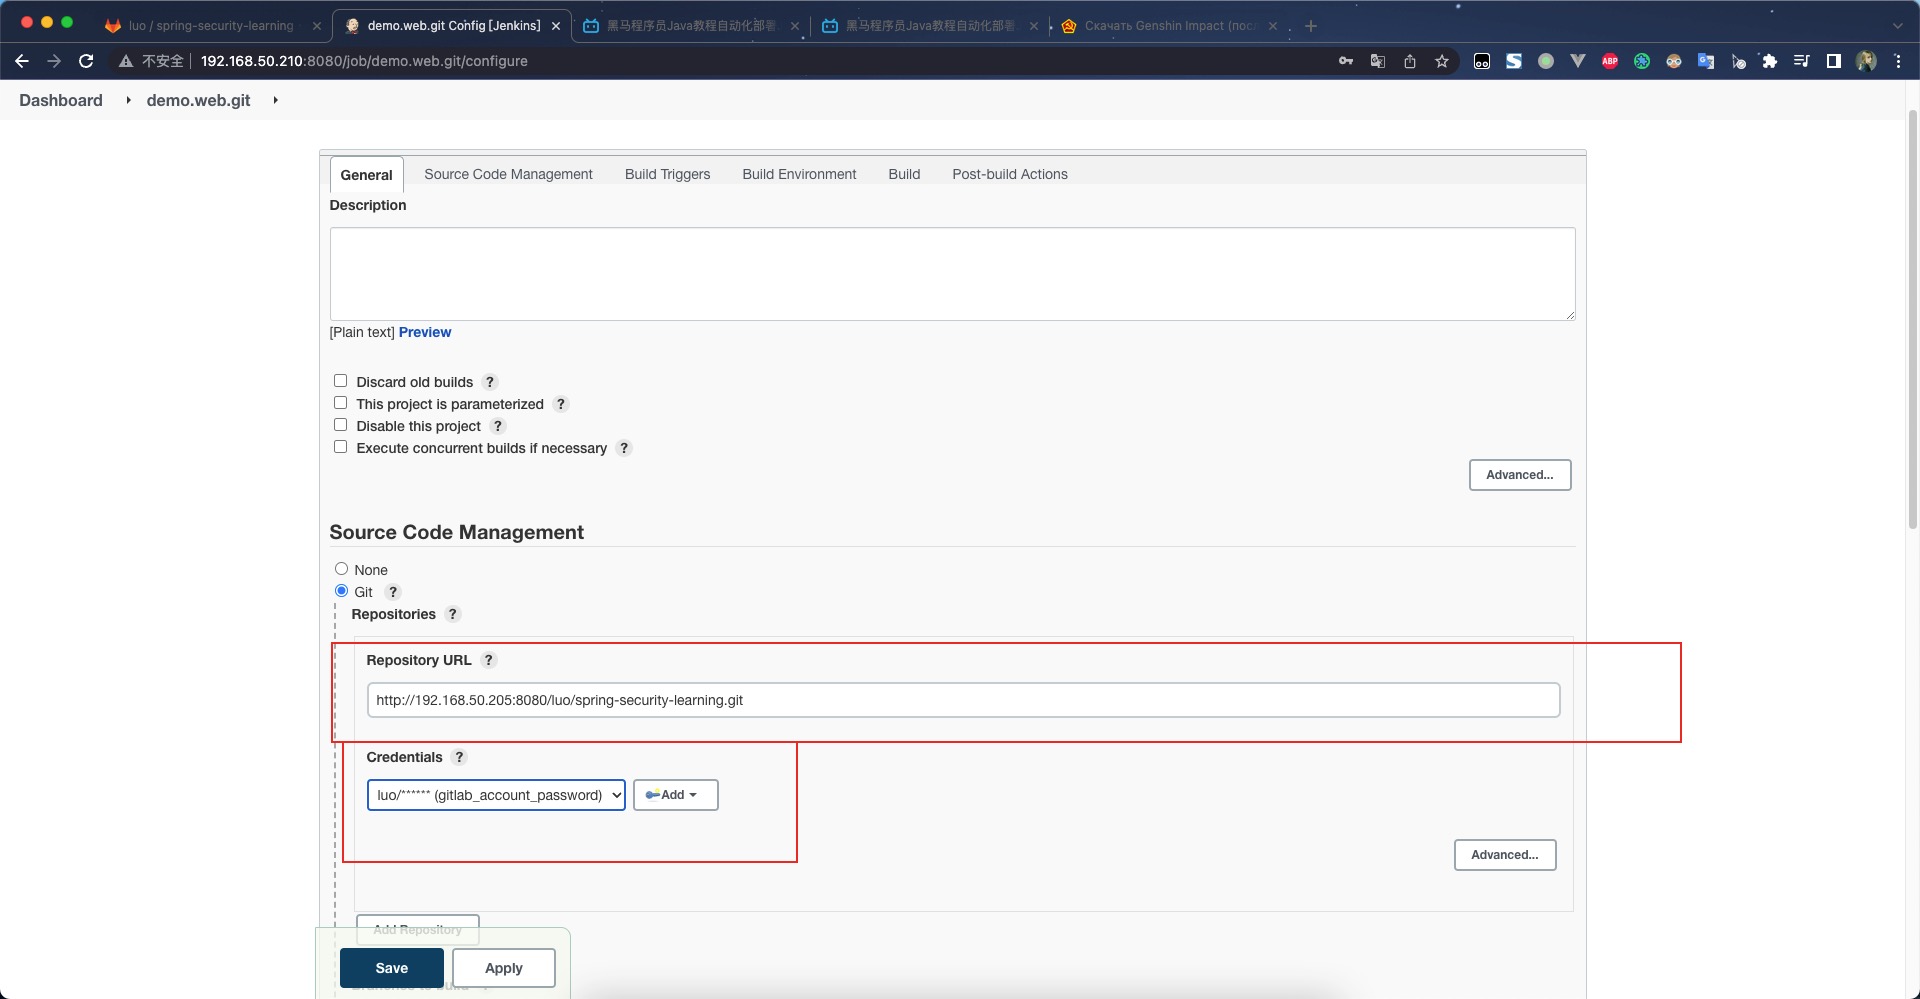 luo / spring-security-learning
demo.web.git Config [Jenkins]
黑马程序员Java教程自动化部署
黑马程序员Java教程自动化部署
Скачать Genshin Impact (пос
不安全
192.168.50.210:8080/job/demo.web.git/configure
ABP
Dashboard
demo.web.git
General
Source Code Management
Build Triggers
Build Environment
Build
Post-build Actions
Description
[Plain text] Preview
Discard old builds ?
This project is parameterized ?
Disable this project ?
Execute concurrent builds if necessary ?
Advanced...
Source Code Management
None
Git ?
Repositories ?
Repository URL ?
http://192.168.50.205:8080/luo/spring-security-learning.git
Credentials ?
luo/****** (gitlab_account_password)
Add
Advanced...
Add Repository
Save
Apply
Branches to build